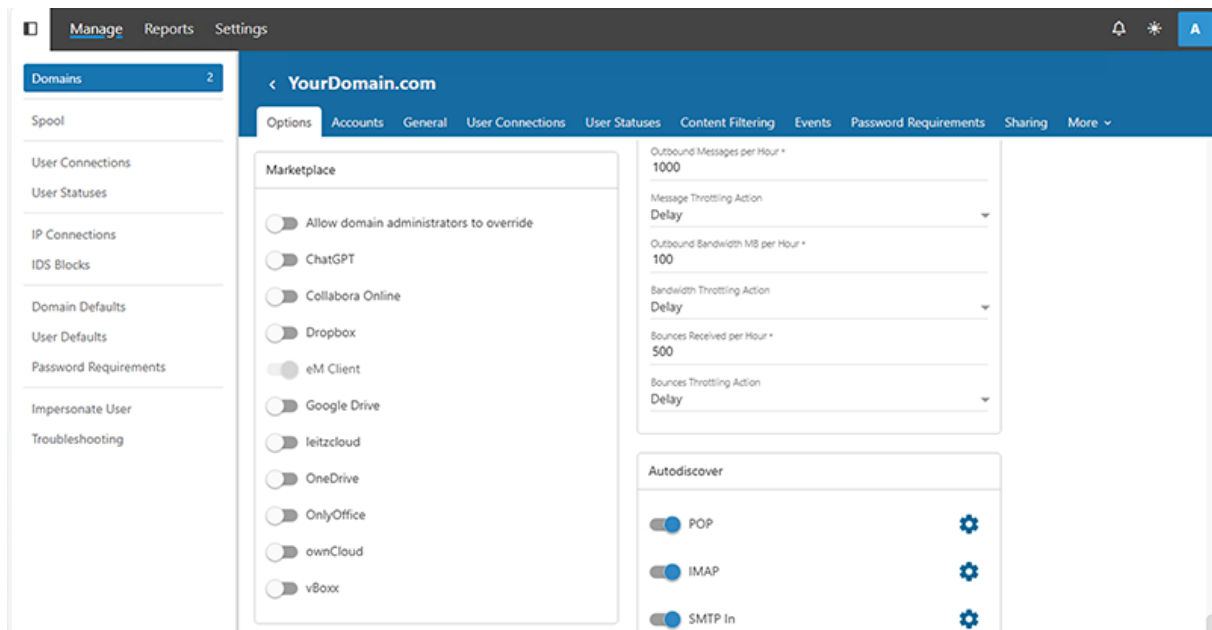 Manage Reports Settings
A
Domains 2
Spool
User Connections
User Statuses
IP Connections
IDS Blocks
Domain Defaults
User Defaults
Password Requirements
Impersonate User
Troubleshooting
YourDomain.com
Options Accounts General User Connections User Statuses Content Filtering Events Password Requirements Sharing More
Marketplace
Allow domain administrators to override
ChatGPT
Collabora Online
Dropbox
eM Client
Google Drive
leitzcloud
OneDrive
OnlyOffice
ownCloud
vBoxx
Outbound Messages per Hour *
1000
Message Throttling Action
Delay
Outbound Bandwidth MB per Hour *
100
Bandwidth Throttling Action
Delay
Bounces Received per Hour *
500
Bounces Throttling Action
Delay
Autodiscover
POP
IMAP
SMTP In